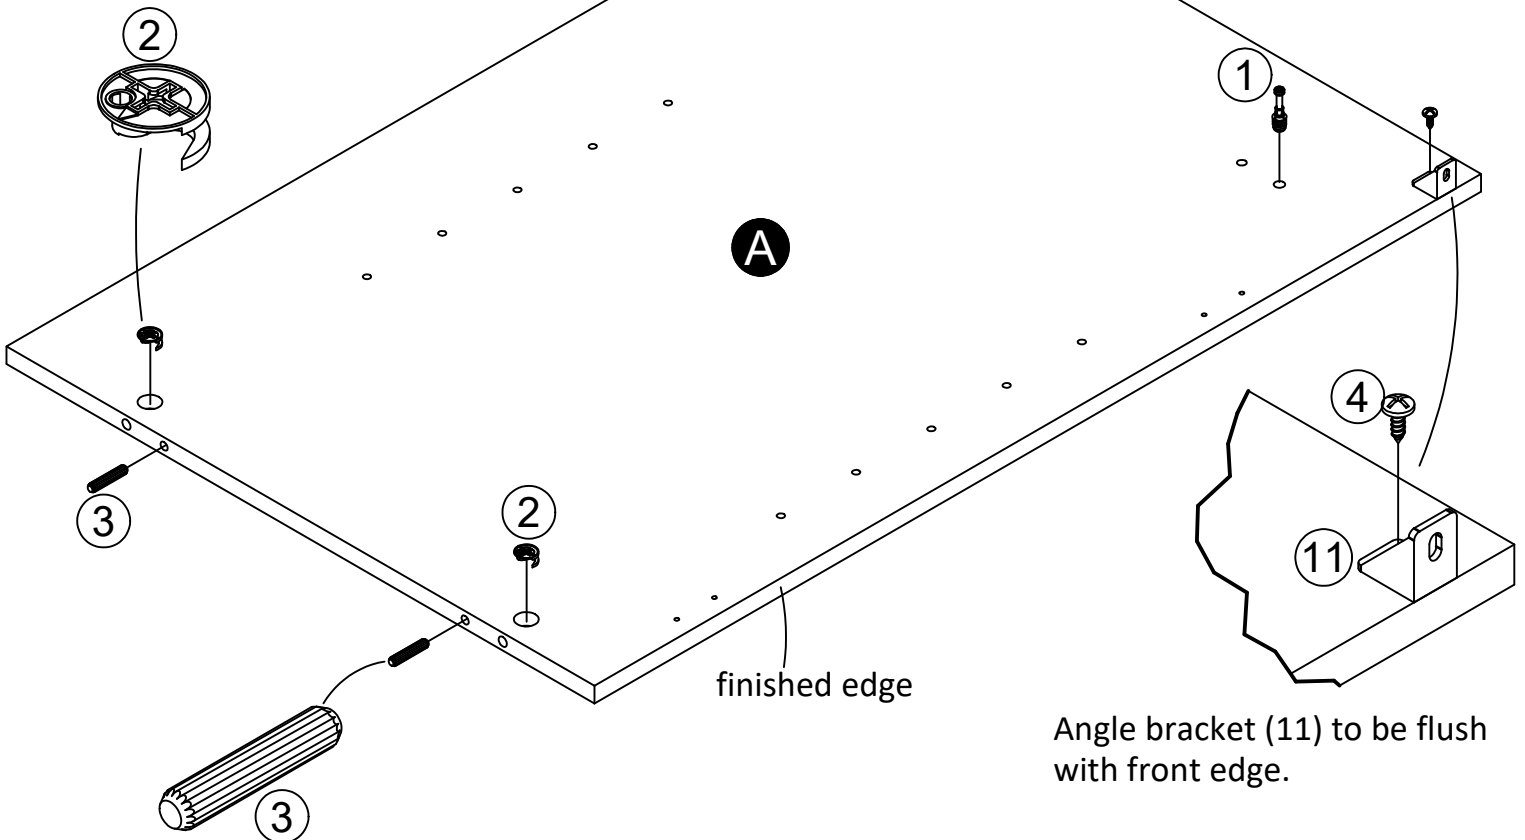 2
1
A
4
3
2
11
finished edge
Angle bracket (11) to be flush
with front edge.
3